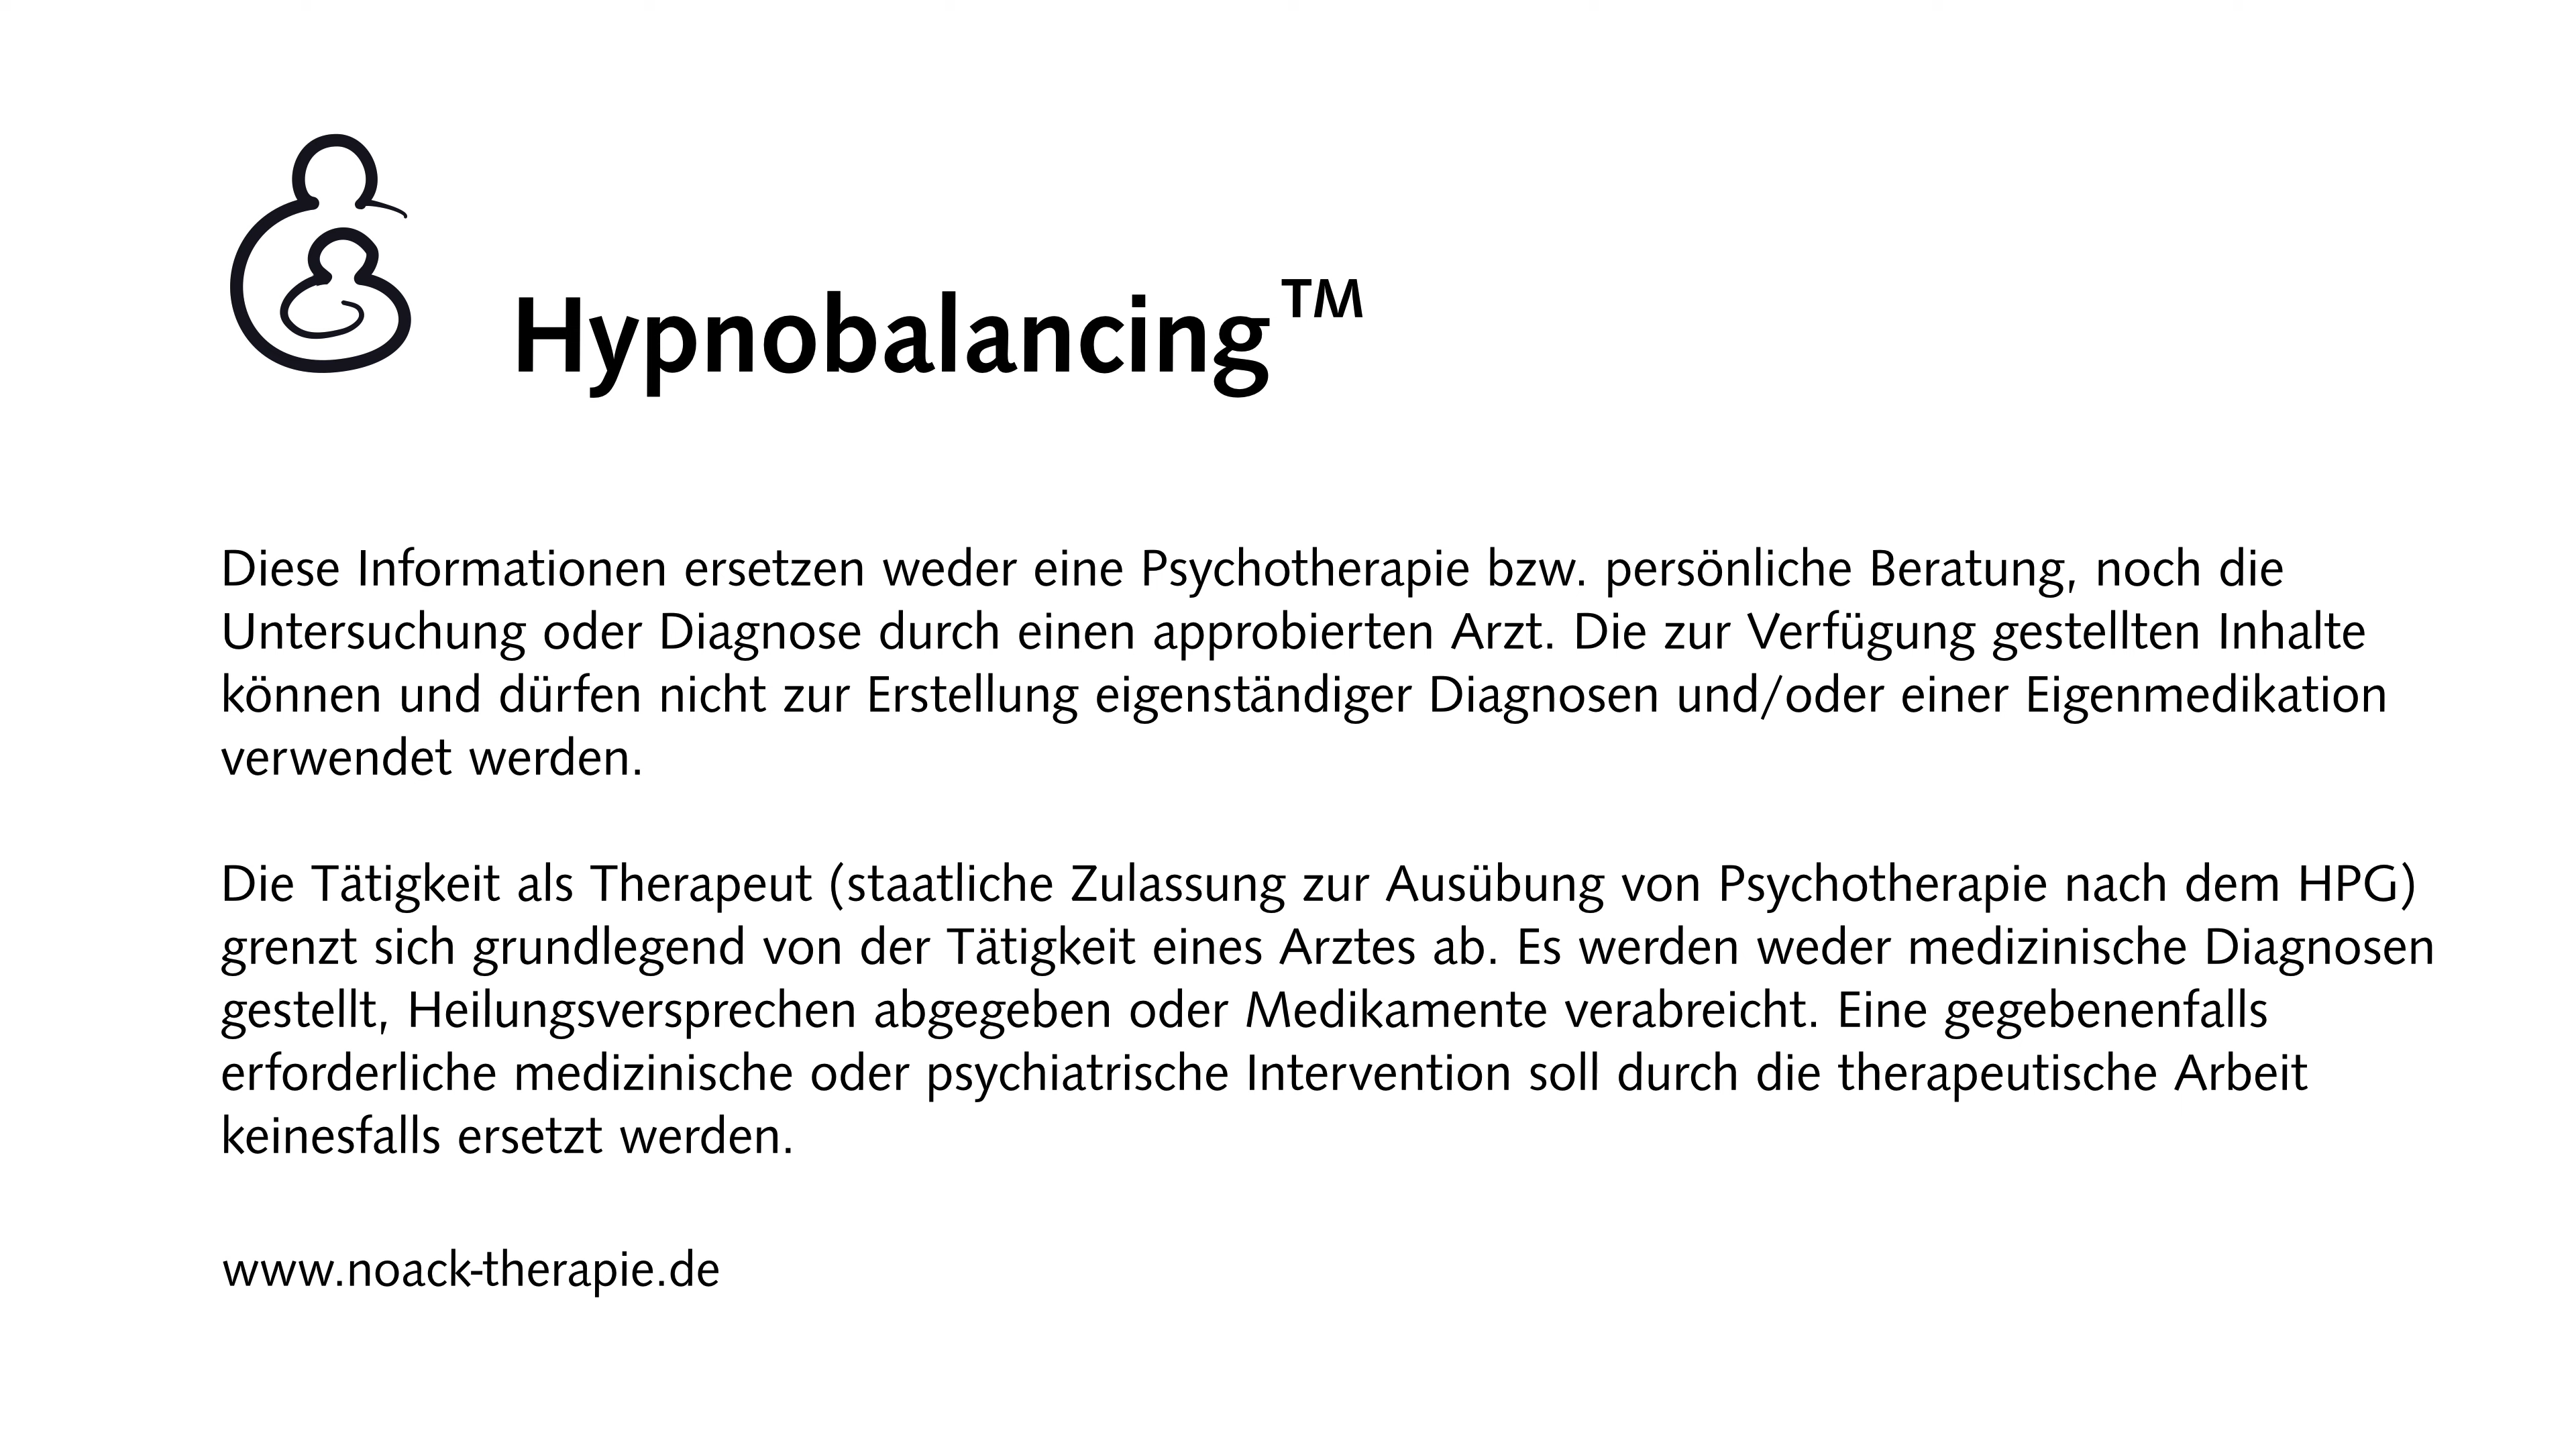 Hypnobalancing™
Diese Informationen ersetzen weder eine Psychotherapie bzw. persönliche Beratung, noch die
Untersuchung oder Diagnose durch einen approbierten Arzt. Die zur Verfügung gestellten Inhalte
können und dürfen nicht zur Erstellung eigenständiger Diagnosen und/oder einer Eigenmedikation
verwendet werden.
Die Tätigkeit als Therapeut (staatliche Zulassung zur Ausübung von Psychotherapie nach dem HPG)
grenzt sich grundlegend von der Tätigkeit eines Arztes ab. Es werden weder medizinische Diagnosen
gestellt, Heilungsversprechen abgegeben oder Medikamente verabreicht. Eine gegebenenfalls
erforderliche medizinische oder psychiatrische Intervention soll durch die therapeutische Arbeit
keinesfalls ersetzt werden.
www.noack-therapie.de